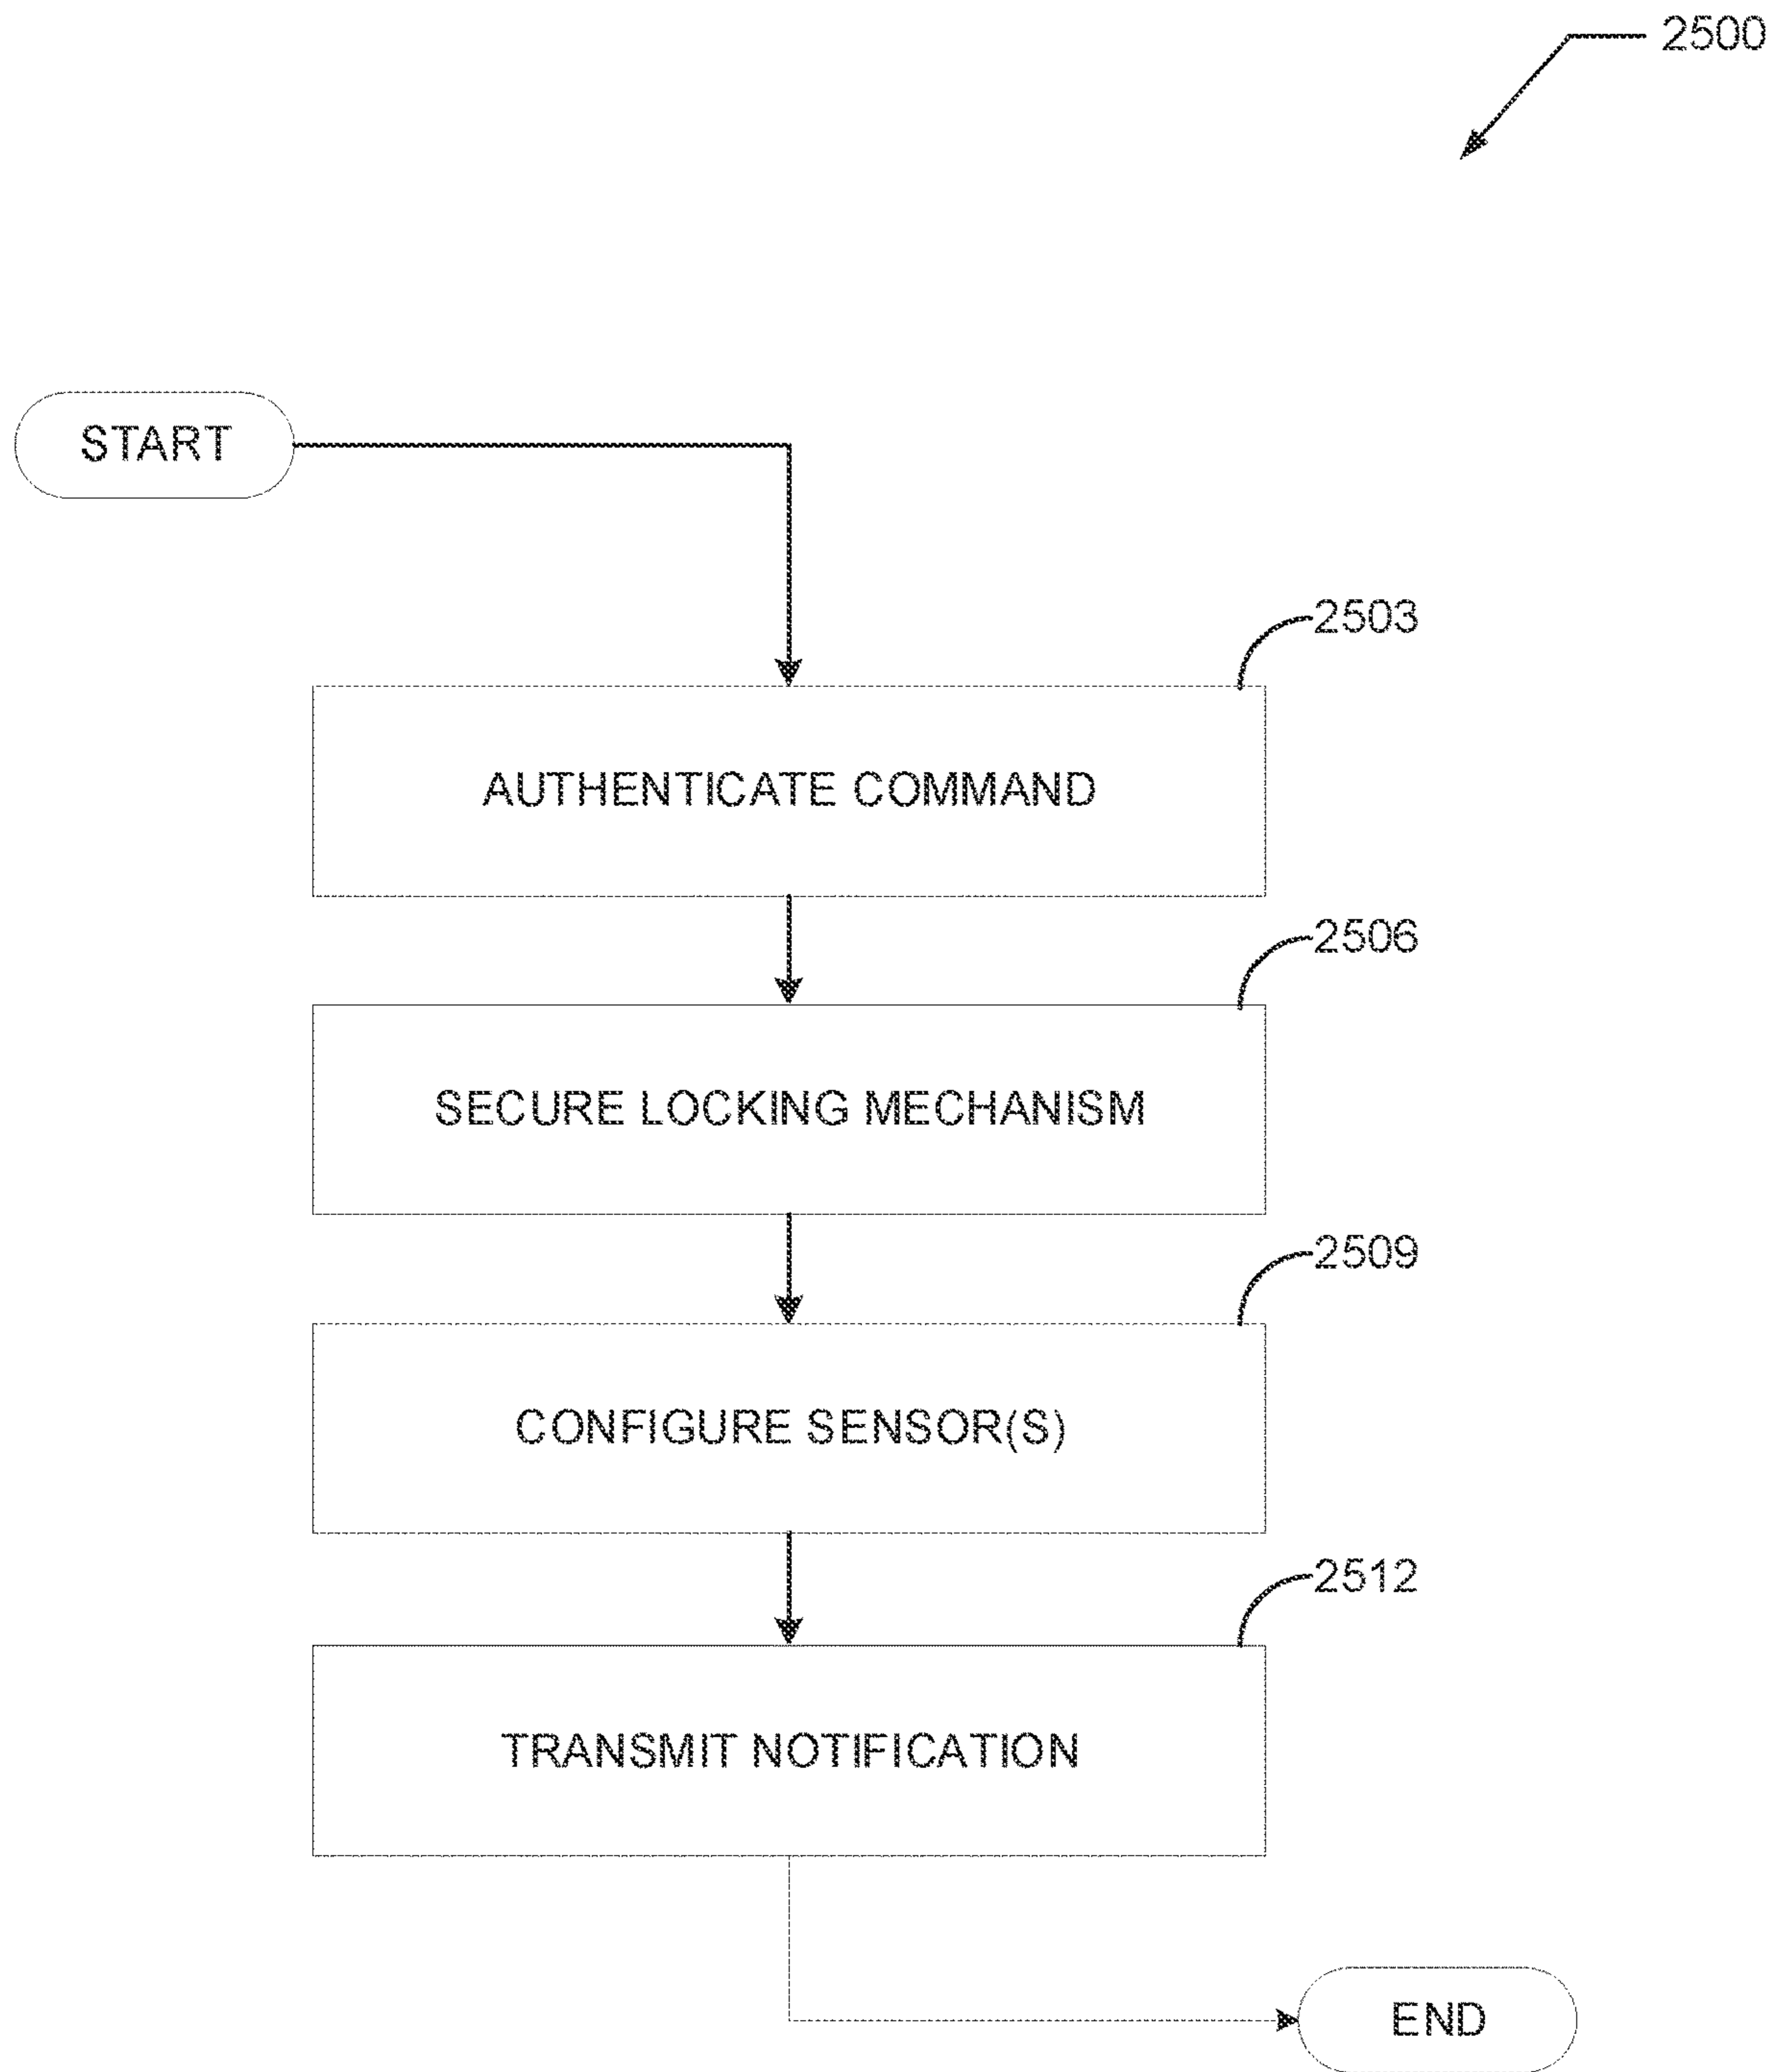 2500
START
2503
AUTHENTICATE COMMAND
2506
SECURE LOCKING MECHANISM
2509
CONFIGURE SENSOR(S)
2512
TRANSMIT NOTIFICATION
END